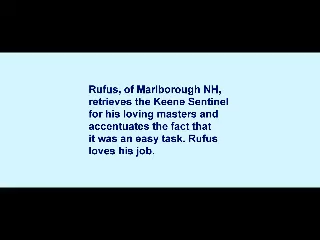 Rufus, of Marlborough NH,
retrieves the Keene Sentinel
for his loving masters and
accentuates the fact that
it was an easy task. Rufus
loves his job.